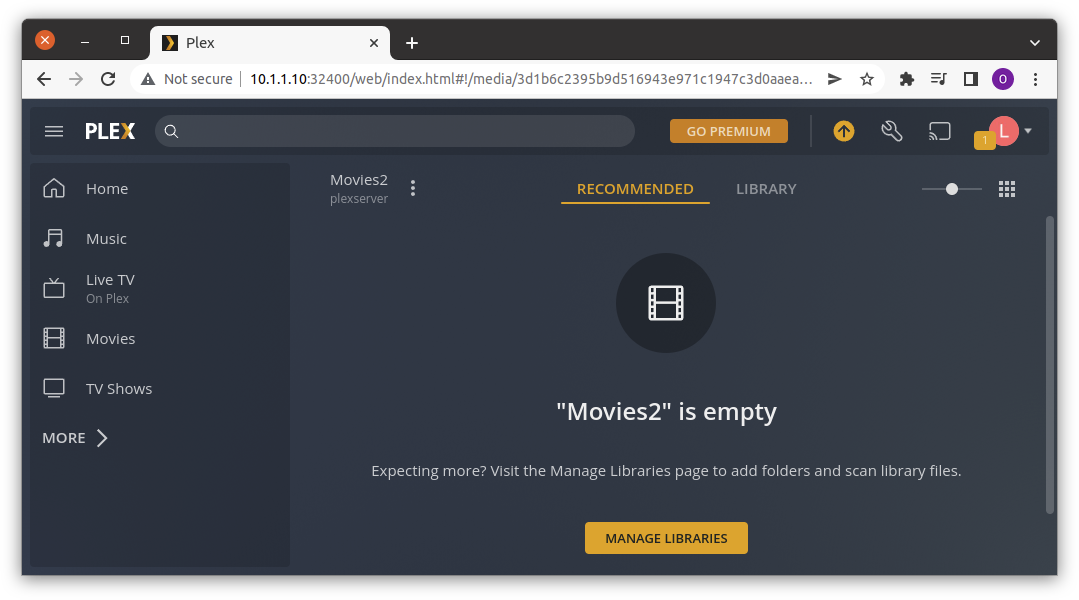 Plex
Not secure 10.1.1.10:32400/web/index.html#!/media/3d1b6c2395b9d516943e971c1947c3d0aaea…
O
PLEX
GO PREMIUM
1
L
Home
Music
Live TV
On Plex
Movies
TV Shows
MORE
Movies2
plexserver
RECOMMENDED
LIBRARY
"Movies2" is empty
Expecting more? Visit the Manage Libraries page to add folders and scan library files.
MANAGE LIBRARIES